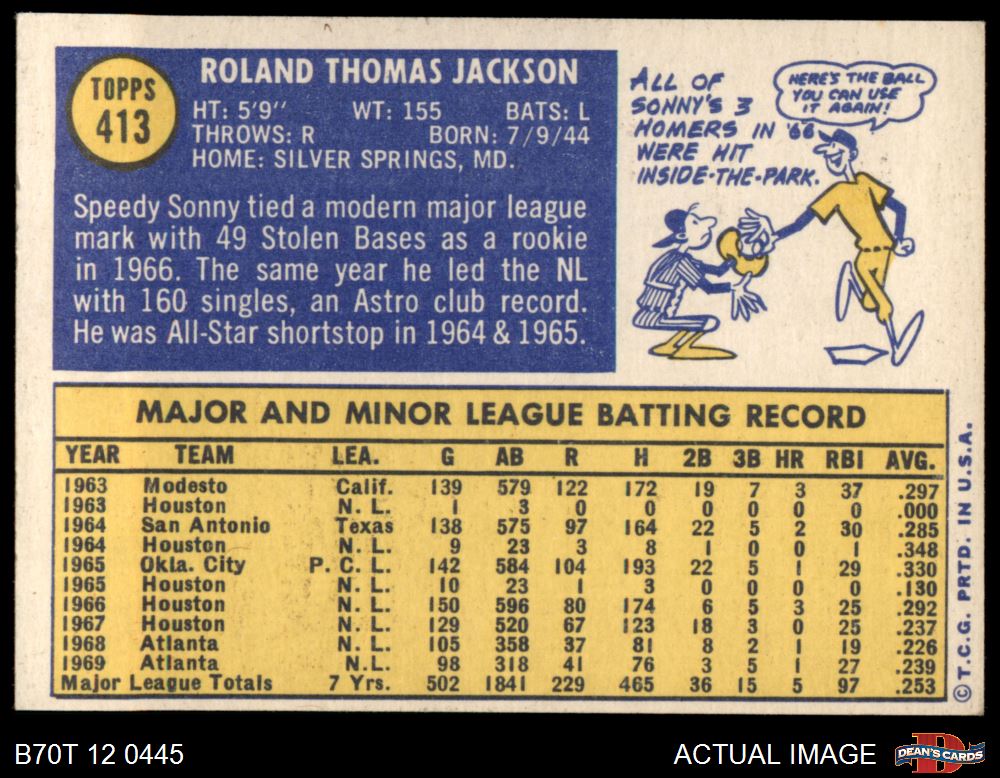 TOPPS
413
ROLAND THOMAS JACKSON
HT: 5'9" WT: 155 BATS: L
THROWS: R BORN: 7/9/44
HOME: SILVER SPRINGS, MD.
Speedy Sonny tied a modern major league
mark with 49 Stolen Bases as a rookie
in 1966. The same year he led the NL
with 160 singles, an Astro club record.
He was All-Star shortstop in 1964 & 1965.
ALL OF
SONNY'S 3
HOMERS IN '66
WERE HIT
INSIDE-THE-PARK.
HERE'S THE BALL
YOU CAN USE
IT AGAIN!
MAJOR AND MINOR LEAGUE BATTING RECORD
YEAR TEAM LEA. G AB R H 2B 3B HR RBI AVG.
1963 Modesto Calif. 139 579 122 172 19 7 3 37 .297
1963 Houston N. L. 1 3 0 0 0 0 0 0 .000
1964 San Antonio Texas 138 575 97 164 22 5 2 30 .285
1964 Houston N. L. 9 23 3 8 1 0 0 1 .348
1965 Okla. City P. C. L. 142 584 104 193 22 5 1 29 .330
1965 Houston N. L. 10 23 1 3 0 0 0 0 .130
1966 Houston N. L. 150 596 80 174 6 5 3 25 .292
1967 Houston N. L. 129 520 67 123 18 3 0 25 .237
1968 Atlanta N. L. 105 358 37 81 8 2 1 19 .226
1969 Atlanta N.L. 98 318 41 76 3 5 1 27 .239
Major League Totals 7 Yrs. 502 1841 229 465 36 15 5 97 .253
© T.C.G. PRTD. IN U.S.A.
B70T 12 0445
ACTUAL IMAGE
D
DEAN'S CARDS